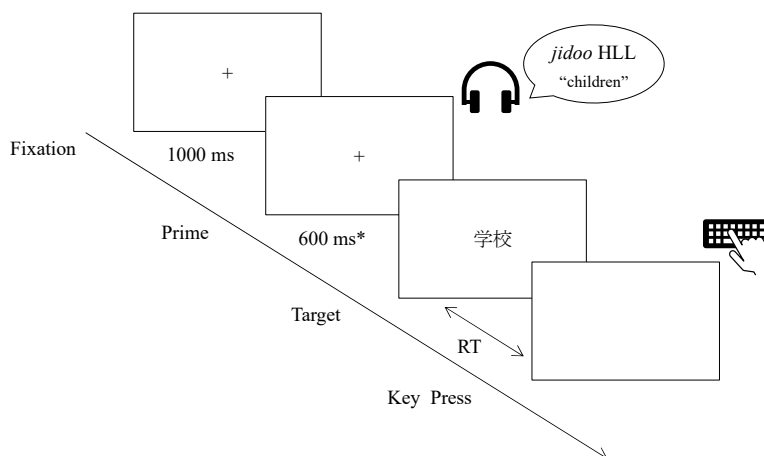 +
jidoo HLL
“children”
+
Fixation
1000 ms
Prime
600 ms*
学校
Target
RT
Key Press